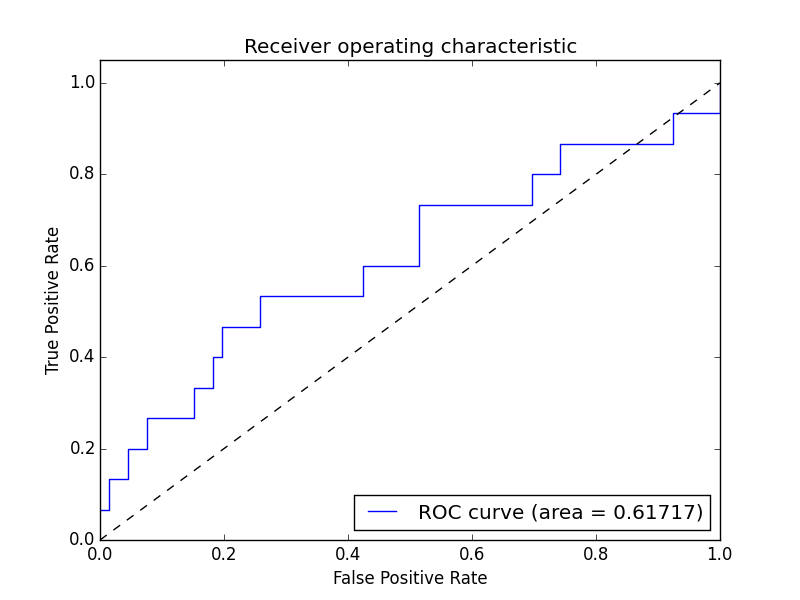 Receiver operating characteristic
1.0
0.8
0.6
0.4
0.2
0.0
True Positive Rate
ROC curve (area = 0.61717)
0.0 0.2 0.4 0.6 0.8 1.0
False Positive Rate